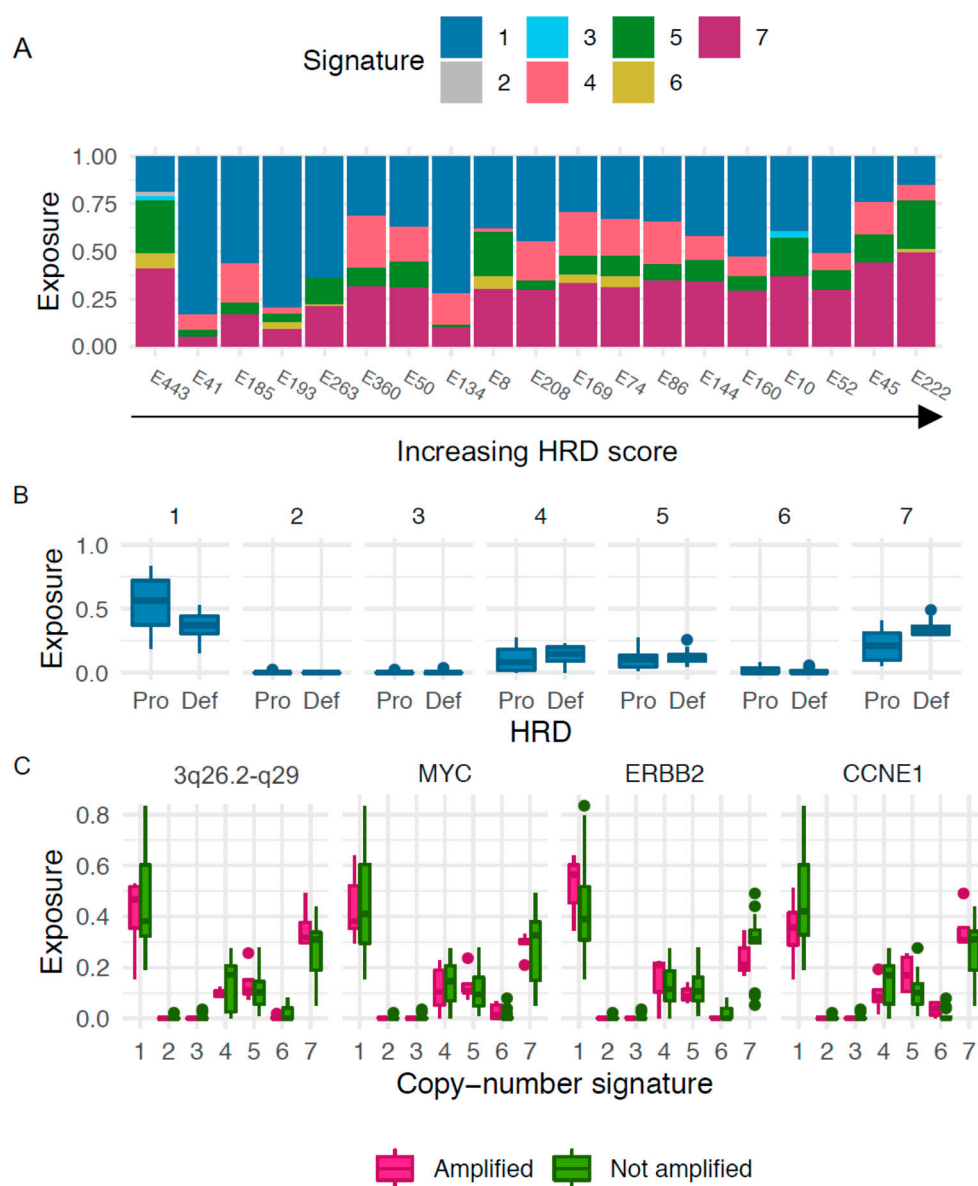 A
Signature
1 3 5 7
2 4 6
Exposure
1.00
0.75
0.50
0.25
0.00
E443 E41 E185 E193 E263 E360 E50 E134 E8 E208 E169 E74 E86 E144 E160 E10 E52 E45 E222
Increasing HRD score
B
1 2 3 4 5 6 7
Exposure
1.0
0.5
0.0
Pro Def Pro Def Pro Def Pro Def Pro Def Pro Def Pro Def
HRD
C
3q26.2-q29 MYC ERBB2 CCNE1
Exposure
0.8
0.6
0.4
0.2
0.0
1 2 3 4 5 6 7 1 2 3 4 5 6 7 1 2 3 4 5 6 7 1 2 3 4 5 6 7
Copy−number signature
Amplified Not amplified